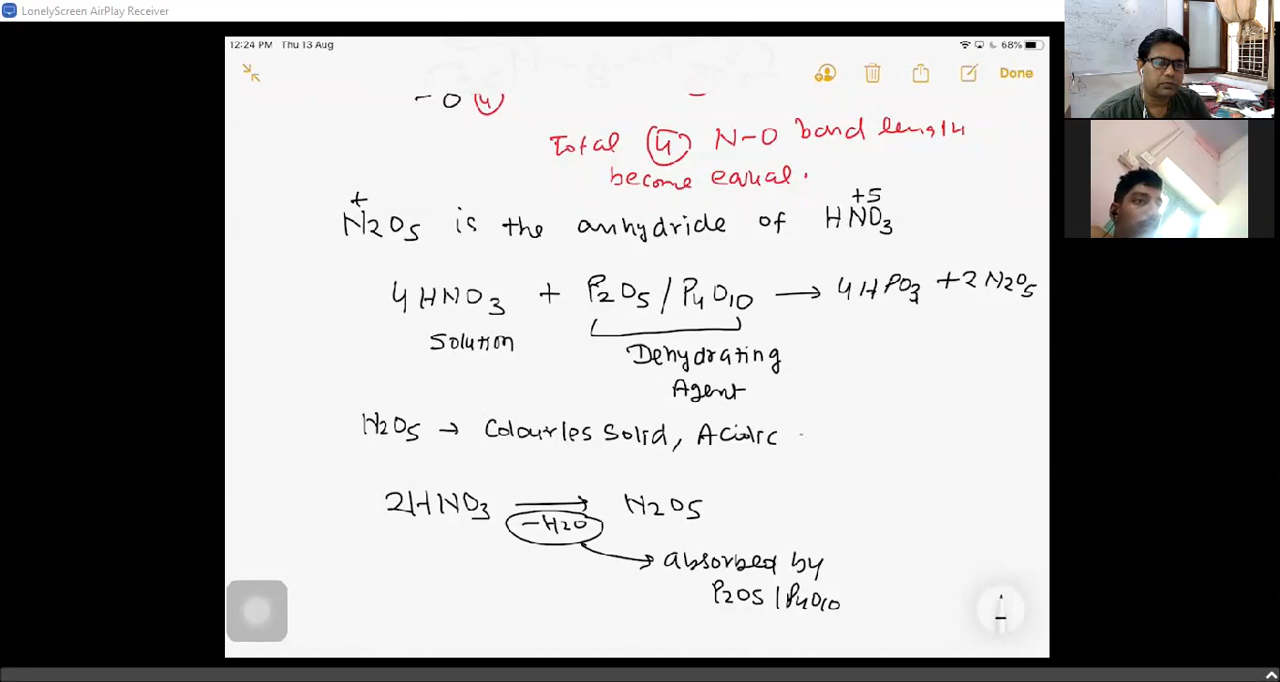 LonelyScreen AirPlay Receiver
12:24 PM Thu 13 Aug
68%
Done
- O 4
Total 4 N-O bond length
become equal.
+ +5
N2O5 is the anhydride of HNO3
4HNO3 + P2O5 / P4O10 → 4HPO3 + 2N2O5
Solution
Dehydrating
Agent
N2O5 → Colourles Solid, Acidic
2HNO3 → N2O5
-H2O
absorbed by
P2O5 / P4O10